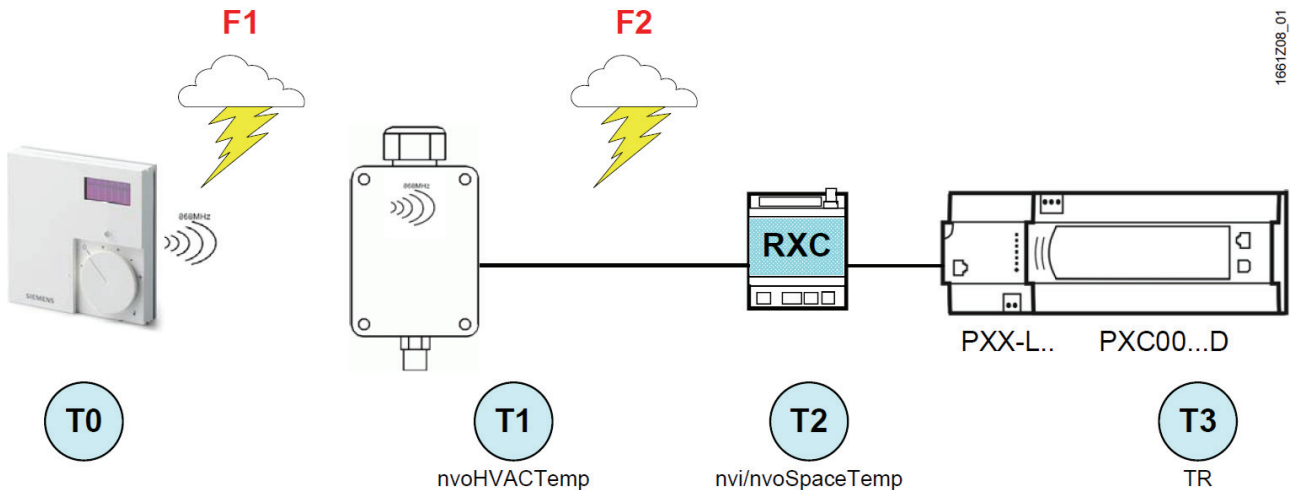 F1
F2
1661Z08_01
868MHz
868MHz
SIEMENS
RXC
PXX-L..
PXC00...D
T0
T1
T2
T3
nvoHVACTemp
nvi/nvoSpaceTemp
TR